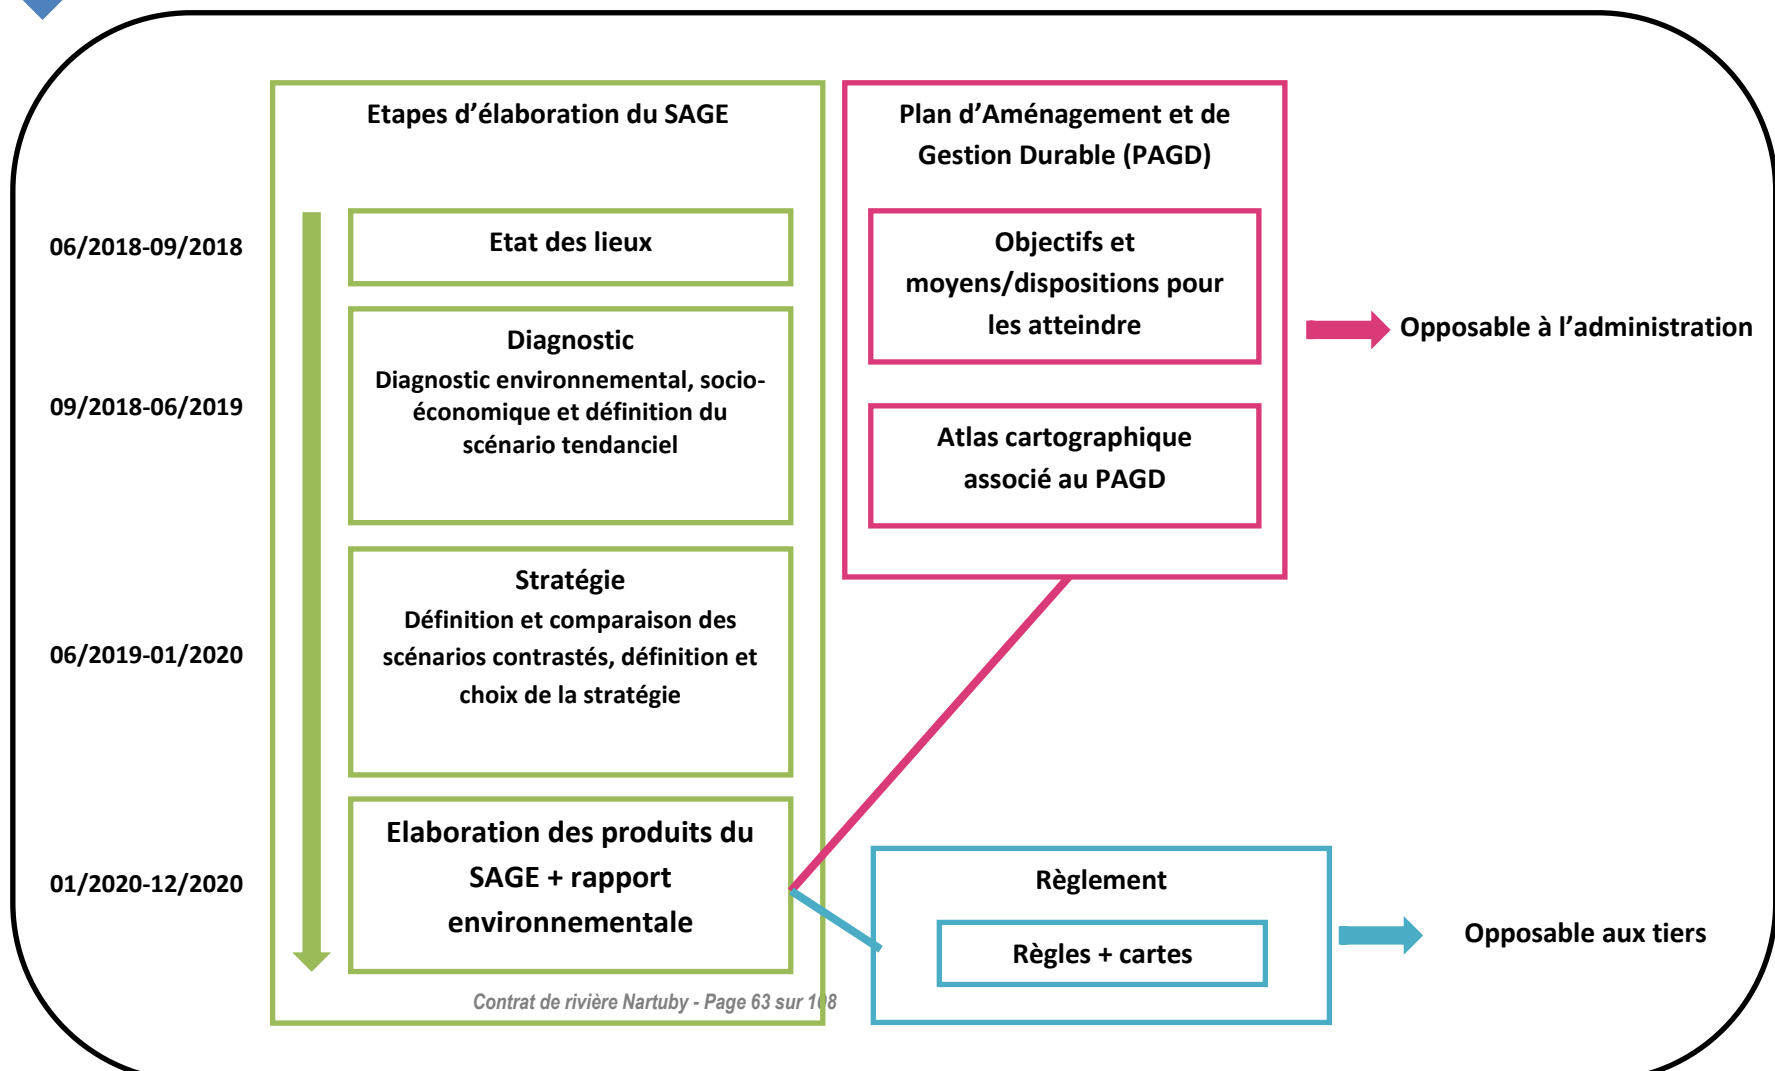 Etapes d’élaboration du SAGE
06/2018-09/2018
Etat des lieux
09/2018-06/2019
Diagnostic
Diagnostic environnemental, socio-
économique et définition du
scénario tendanciel
06/2019-01/2020
Stratégie
Définition et comparaison des
scénarios contrastés, définition et
choix de la stratégie
01/2020-12/2020
Elaboration des produits du
SAGE + rapport
environnementale
Plan d’Aménagement et de
Gestion Durable (PAGD)
Objectifs et
moyens/dispositions pour
les atteindre
Atlas cartographique
associé au PAGD
Opposable à l’administration
Règlement
Règles + cartes
Opposable aux tiers
Contrat de rivière Nartuby - Page 63 sur 108